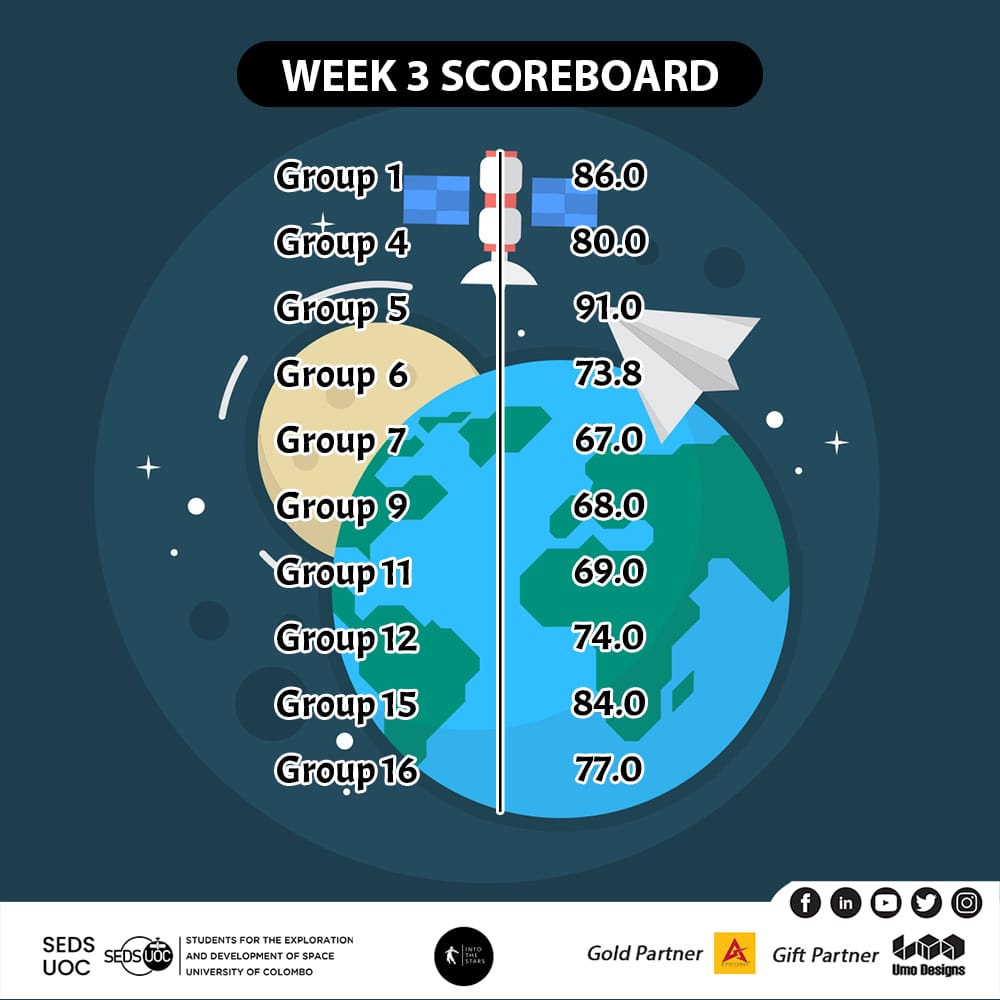 WEEK 3 SCOREBOARD
Group 1 86.0
Group 4 80.0
Group 5 91.0
Group 6 73.8
Group 7 67.0
Group 9 68.0
Group 11 69.0
Group 12 74.0
Group 15 84.0
Group 16 77.0
SEDS
UOC
SEDS UOC
STUDENTS FOR THE EXPLORATION
AND DEVELOPMENT OF SPACE
UNIVERSITY OF COLOMBO
INTO
THE
STARS
Gold Partner
Gift Partner
Umo Designs